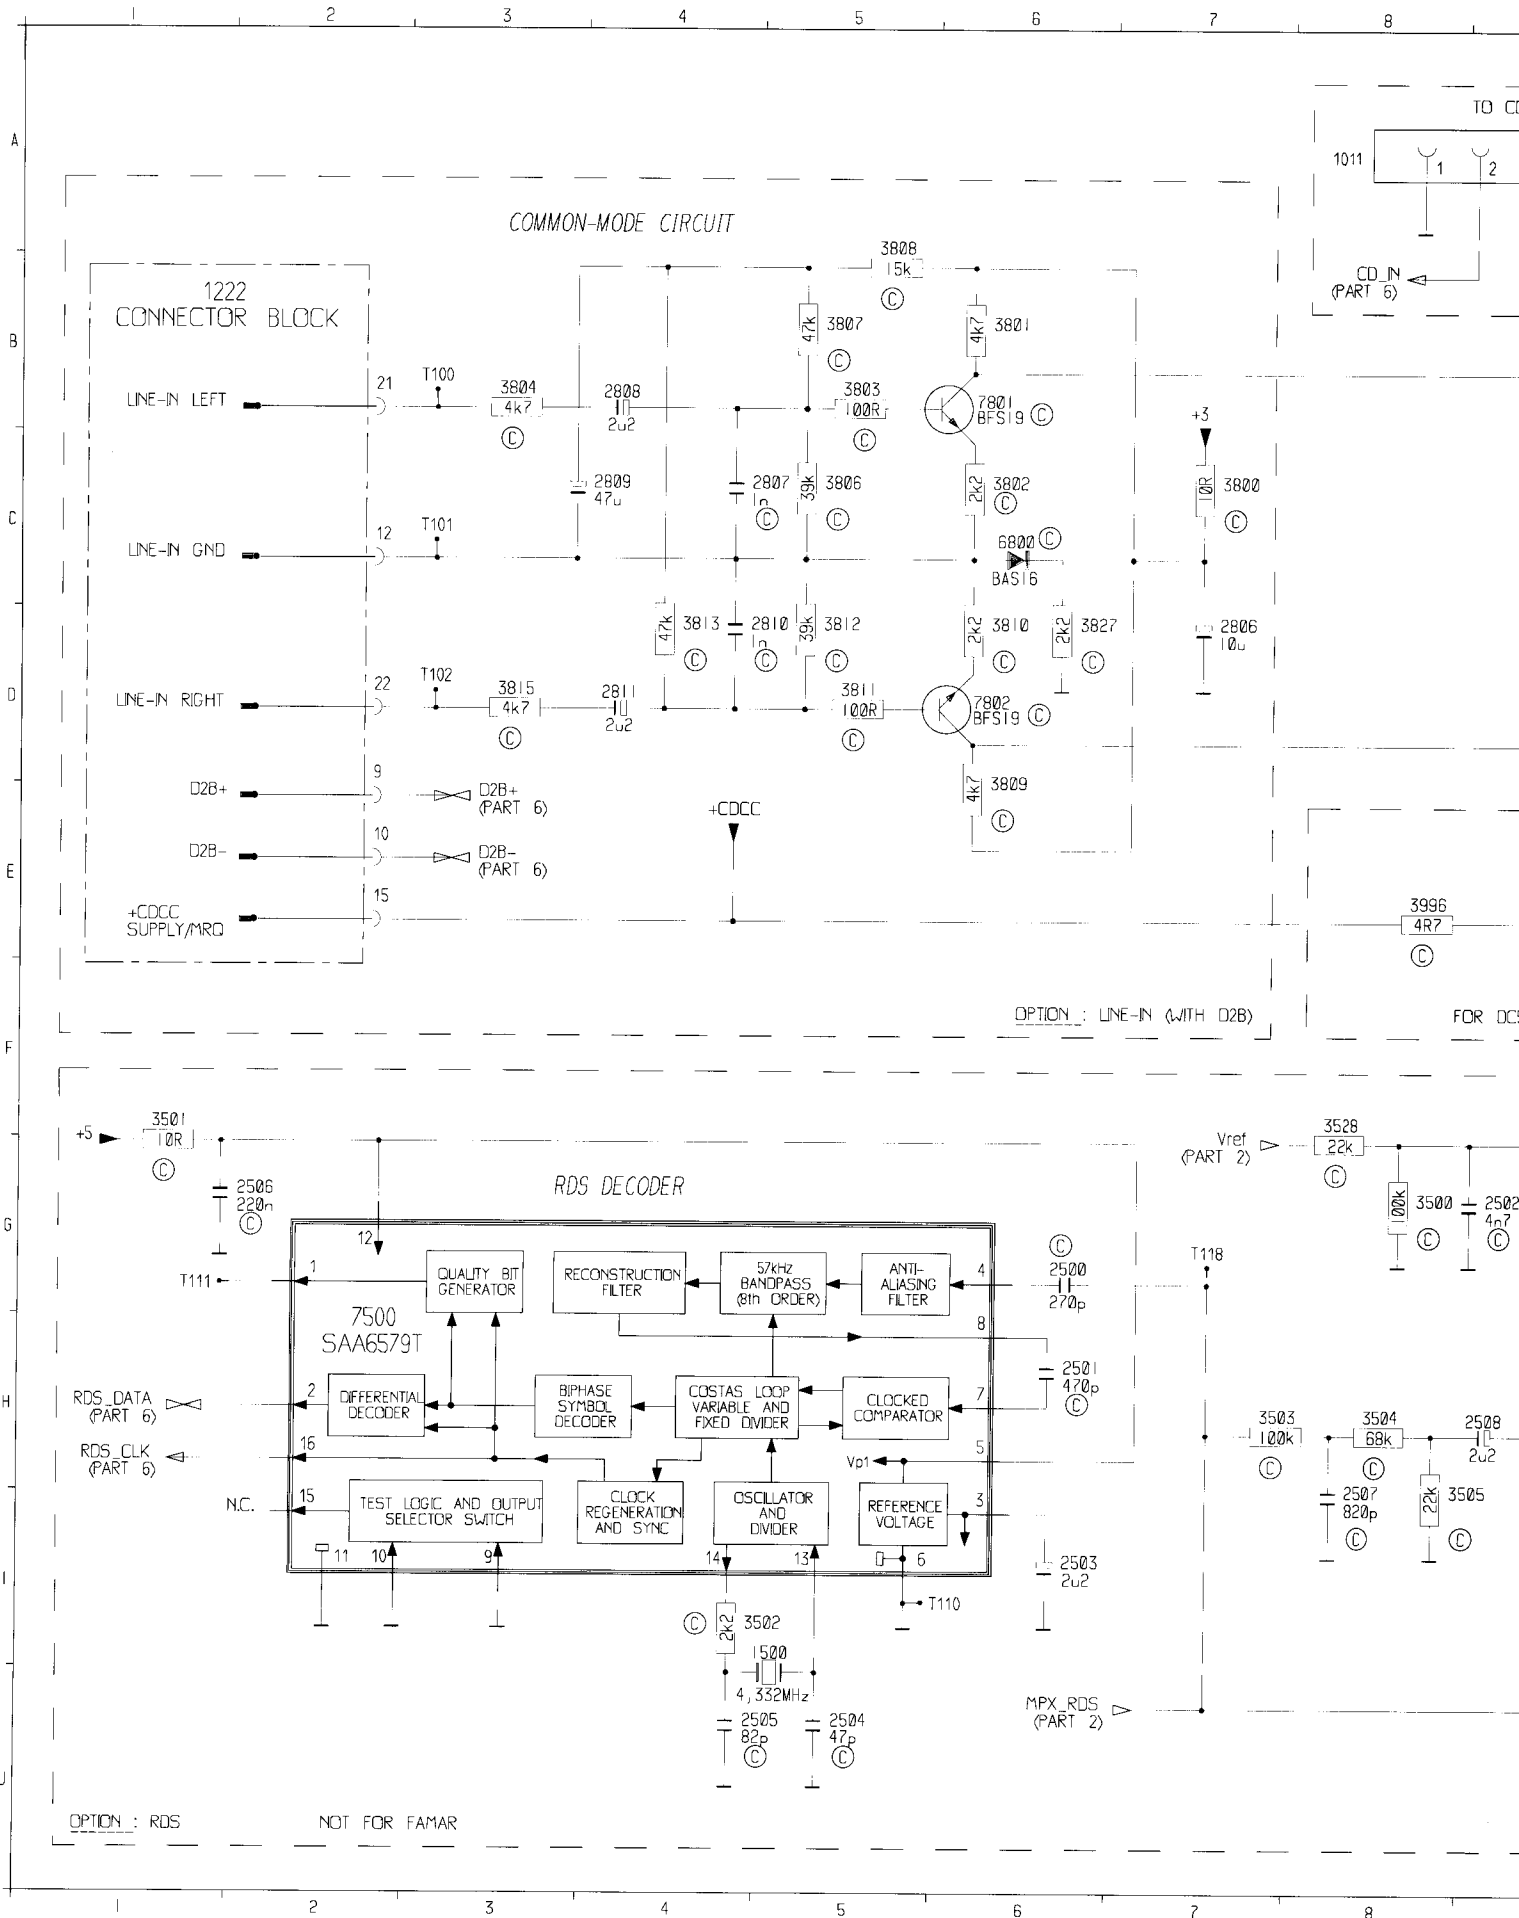 1 2 3 4 5 6 7 8
A
TO
1011
1 2
COMMON-MODE CIRCUIT
3808
15k
C
CD_IN
(PART 6)
1222
CONNECTOR BLOCK
B
47k 3807
C
4k7 3801
LINE-IN LEFT
21
T100
3804
4k7
C
2808
2u2
3803
100R
C
7801
BFS19 C
+3
2809
47u
2807
1n
C
39k 3806
C
2k2 3802
C
10R 3800
C
C
LINE-IN GND
12
T101
6800 C
BAS16
47k 3813
C
2810
1n
C
39k 3812
C
2k2 3810
C
2k2 3827
C
2806
10u
D
LINE-IN RIGHT
22
T102
3815
4k7
C
2811
2u2
3811
100R
C
7802
BFS19 C
D2B+
9
D2B+
(PART 6)
+CDCC
4k7 3809
C
D2B-
10
D2B-
(PART 6)
E
+CDCC
SUPPLY/MRQ
15
3996
4R7
C
OPTION : LINE-IN (WITH D2B)
FOR
F
+5
3501
10R
C
Vref
(PART 2)
3528
22k
C
2506
220n
C
RDS DECODER
100k 3500
C
2502
4n7
C
G
12
T111
1
QUALITY BIT
GENERATOR
RECONSTRUCTION
FILTER
57kHz
BANDPASS
(8th ORDER)
ANTI-
ALIASING
FILTER
4
C
2500
270p
T118
7500
SAA6579T
8
2501
470p
C
H
RDS_DATA
(PART 6)
2
DIFFERENTIAL
DECODER
BIPHASE
SYMBOL
DECODER
COSTAS LOOP
VARIABLE AND
FIXED DIVIDER
CLOCKED
COMPARATOR
7
RDS_CLK
(PART 6)
16
Vp1
5
3503
100k
C
3504
68k
C
2508
2u2
N.C.
15
TEST LOGIC AND OUTPUT
SELECTOR SWITCH
CLOCK
REGENERATION
AND SYNC
OSCILLATOR
AND
DIVIDER
REFERENCE
VOLTAGE
3
2507
820p
C
22k 3505
C
I
11 10 9 14 13 6
2503
2u2
T110
C
2k2 3502
1500
4,332MHz
2505
82p
C
2504
47p
C
MPX_RDS
(PART 2)
J
OPTION : RDS
NOT FOR FAMAR
1 2 3 4 5 6 7 8